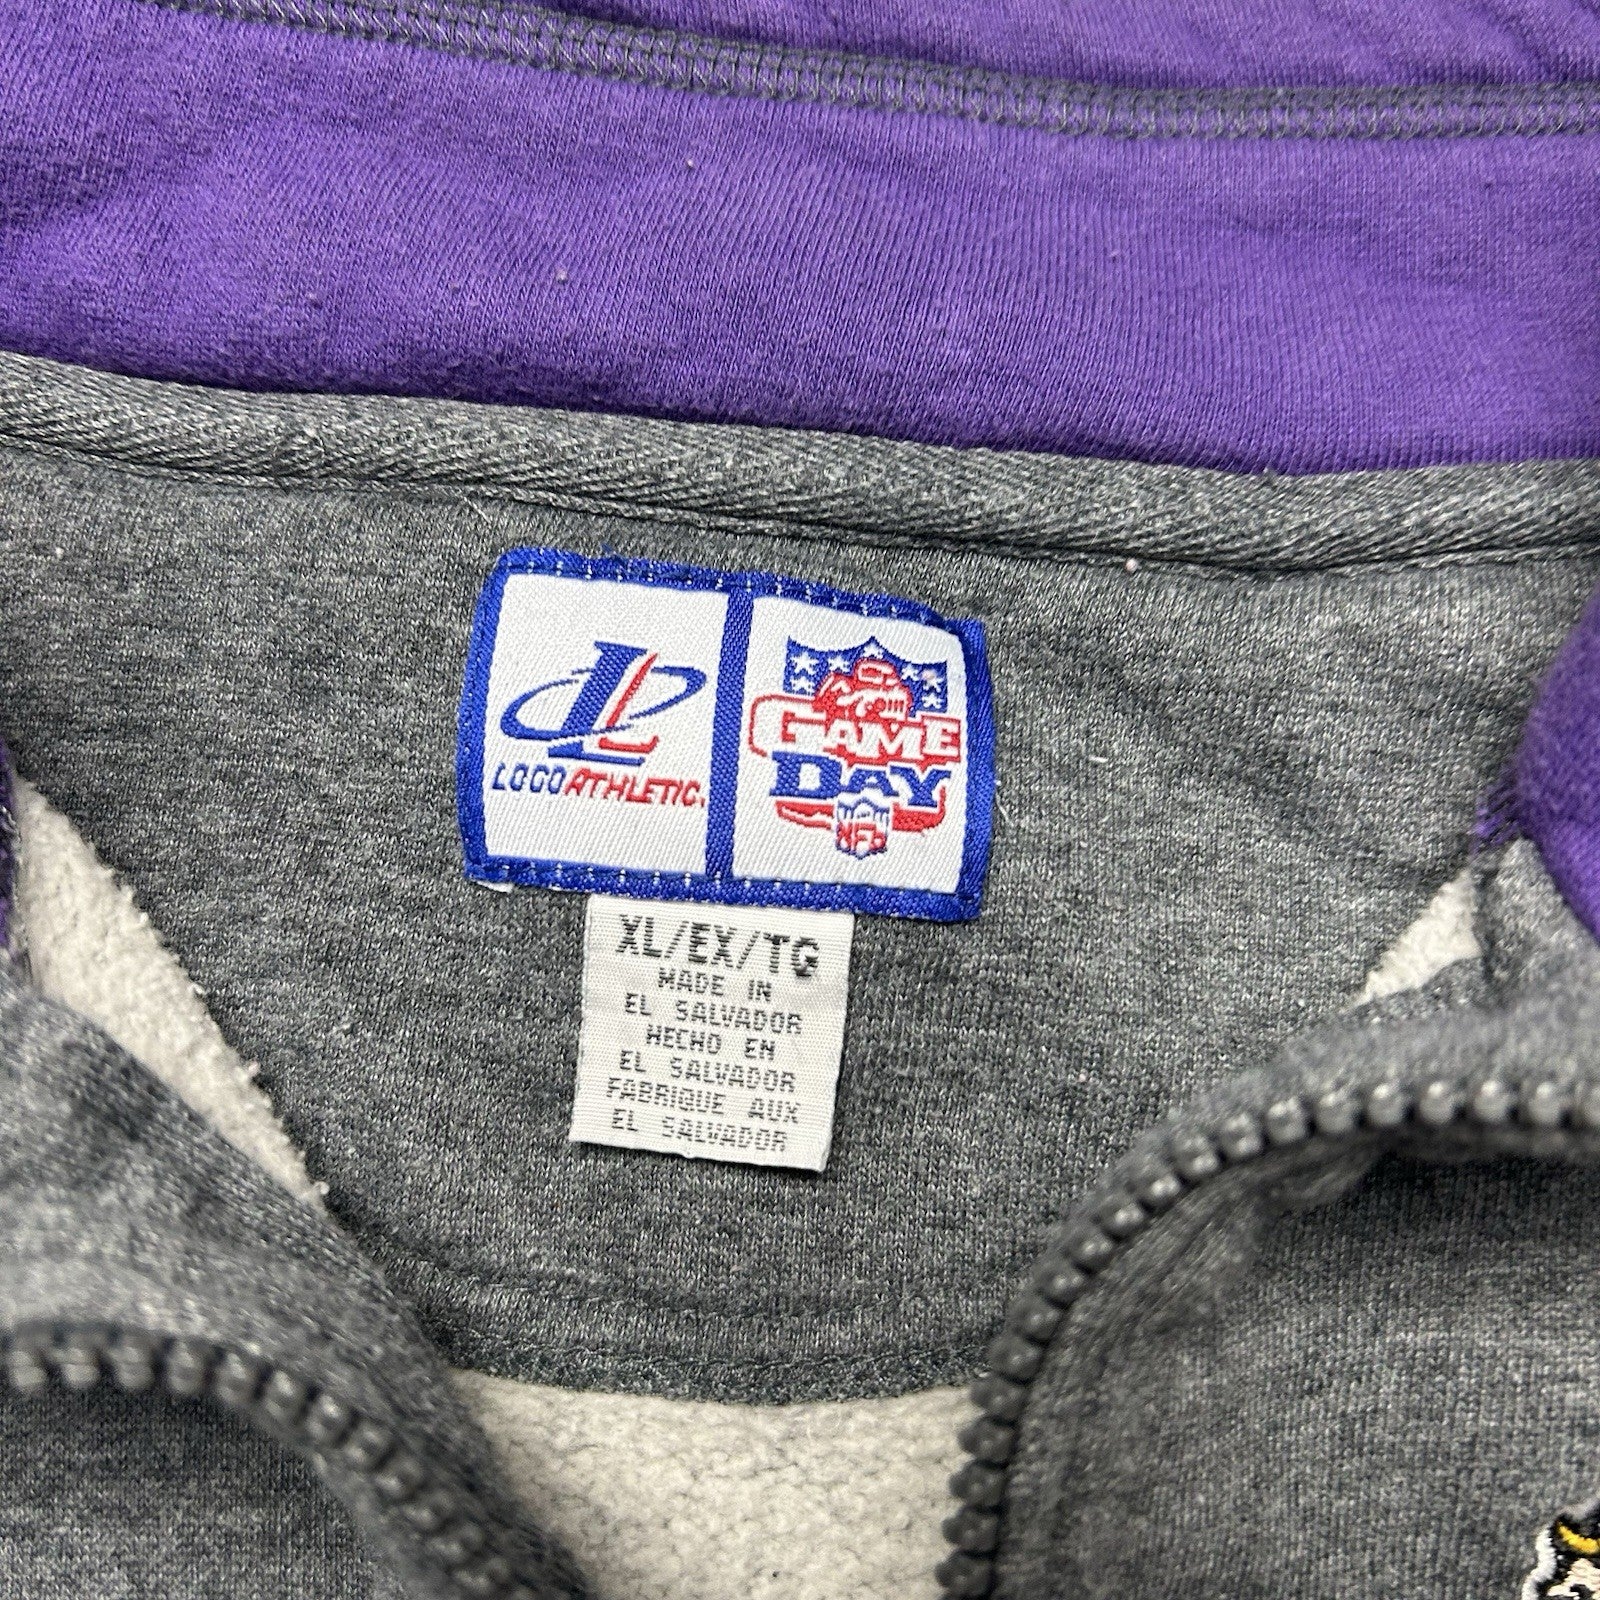 LOGO ATHLETIC.
GAME
DAY
NFL
XL/EX/TG
MADE IN
EL SALVADOR
HECHO EN
EL SALVADOR
FABRIQUE AUX
EL SALVADOR